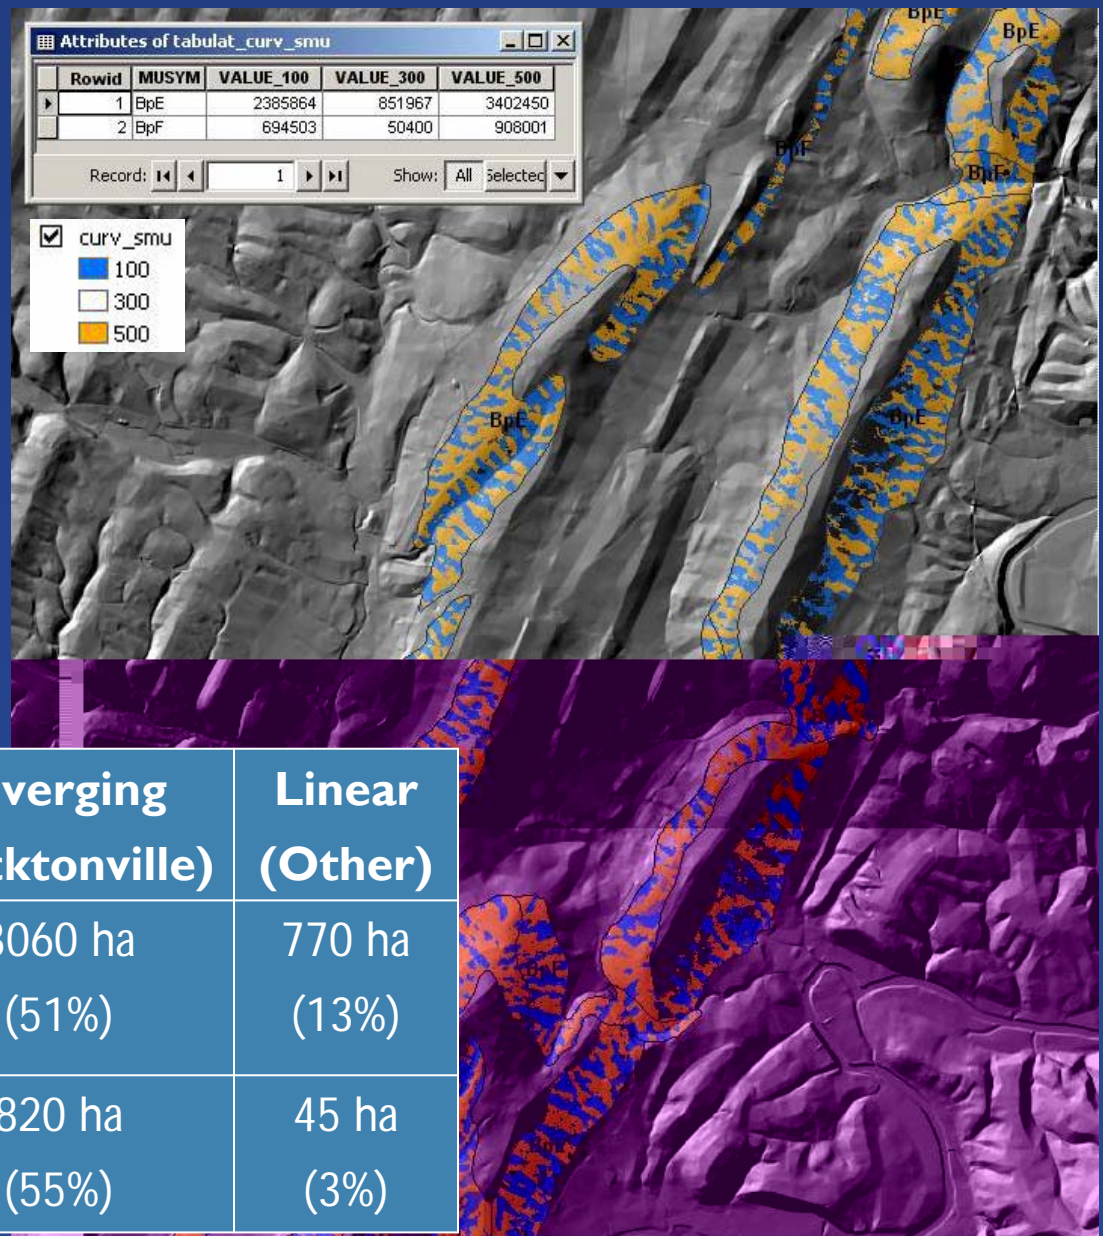 Attributes of tabulat_curv_smu
Rowid MUSYM VALUE_100 VALUE_300 VALUE_500
1 BpE 2385864 851967 3402450
2 BpF 694503 50400 908001
Record: 1 Show: All Selected
curv_smu
100
300
500
BpE
BpE
BpF
BpF
BpE
BpE
verging Linear
cktonville) (Other)
3060 ha 770 ha
(51%) (13%)
820 ha 45 ha
(55%) (3%)